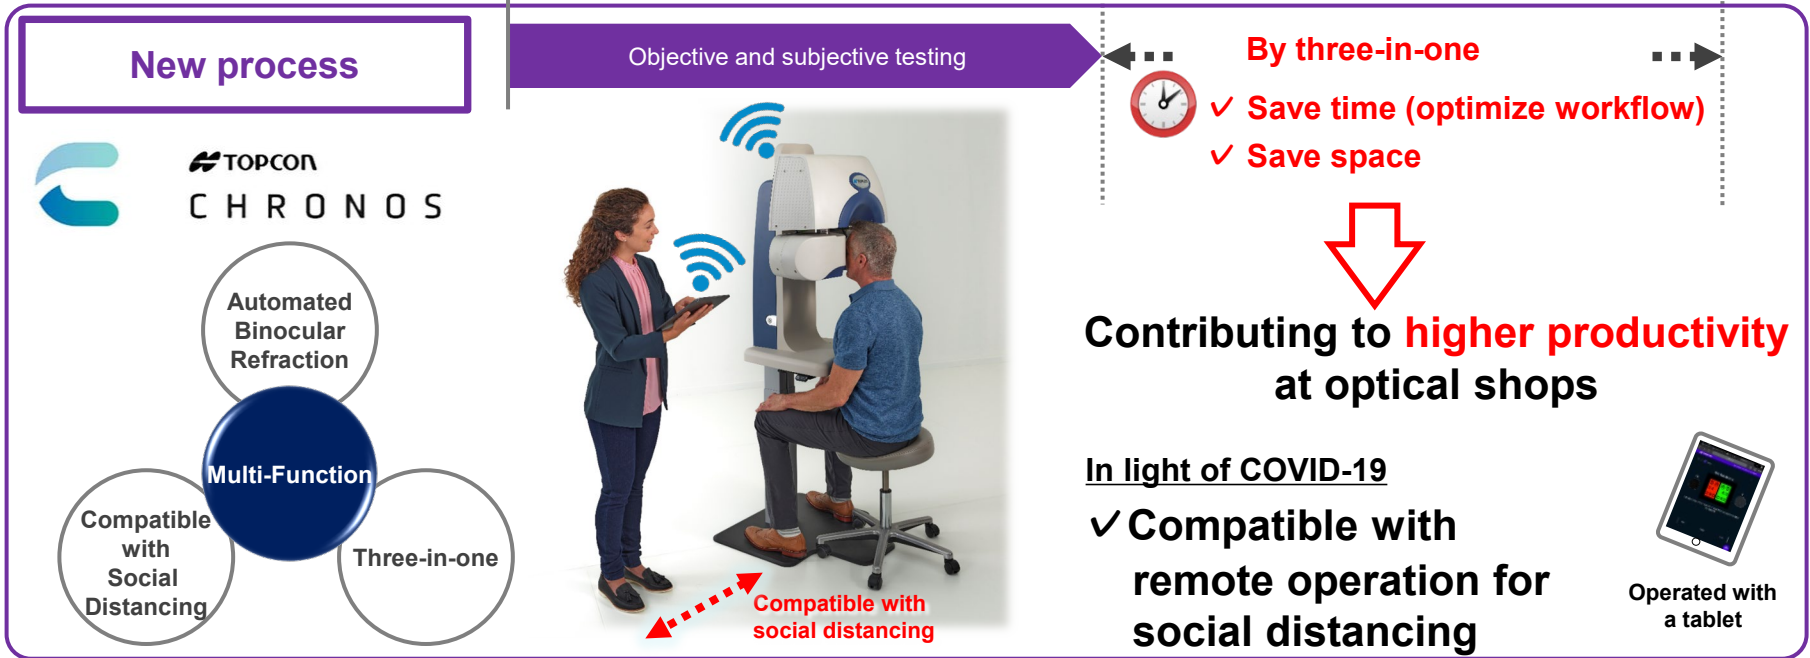 New process
Objective and subjective testing
By three-in-one
✓ Save time (optimize workflow)
✓ Save space
TOPCON
CHRONOS
Automated
Binocular
Refraction
Multi-Function
Compatible
with
Social
Distancing
Three-in-one
Compatible with
social distancing
Contributing to higher productivity
at optical shops
In light of COVID-19
✓ Compatible with
remote operation for
social distancing
Operated with
a tablet